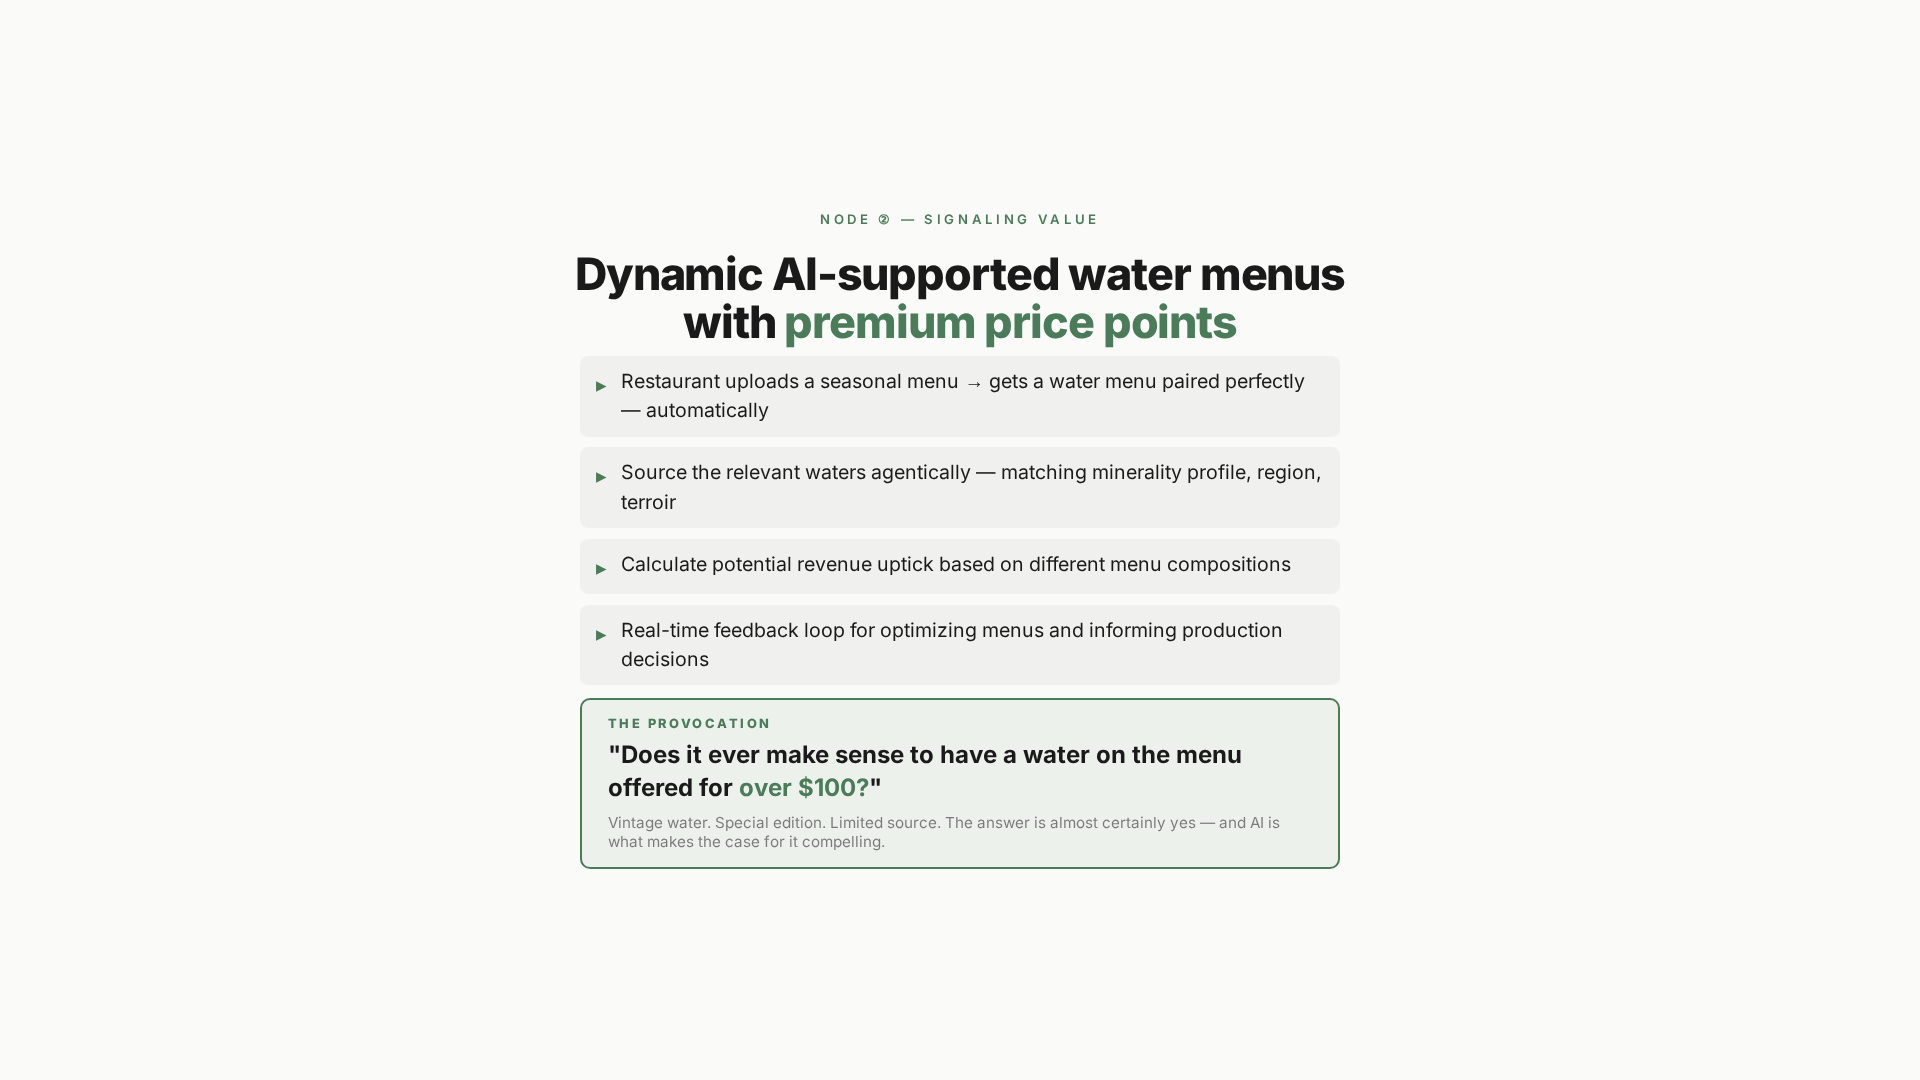 NODE ② — SIGNALING VALUE
Dynamic AI-supported water menus
with premium price points
▶ Restaurant uploads a seasonal menu → gets a water menu paired perfectly
— automatically
▶ Source the relevant waters agentically — matching minerality profile, region,
terroir
▶ Calculate potential revenue uptick based on different menu compositions
▶ Real-time feedback loop for optimizing menus and informing production
decisions
THE PROVOCATION
"Does it ever make sense to have a water on the menu
offered for over $100?"
Vintage water. Special edition. Limited source. The answer is almost certainly yes — and AI is
what makes the case for it compelling.